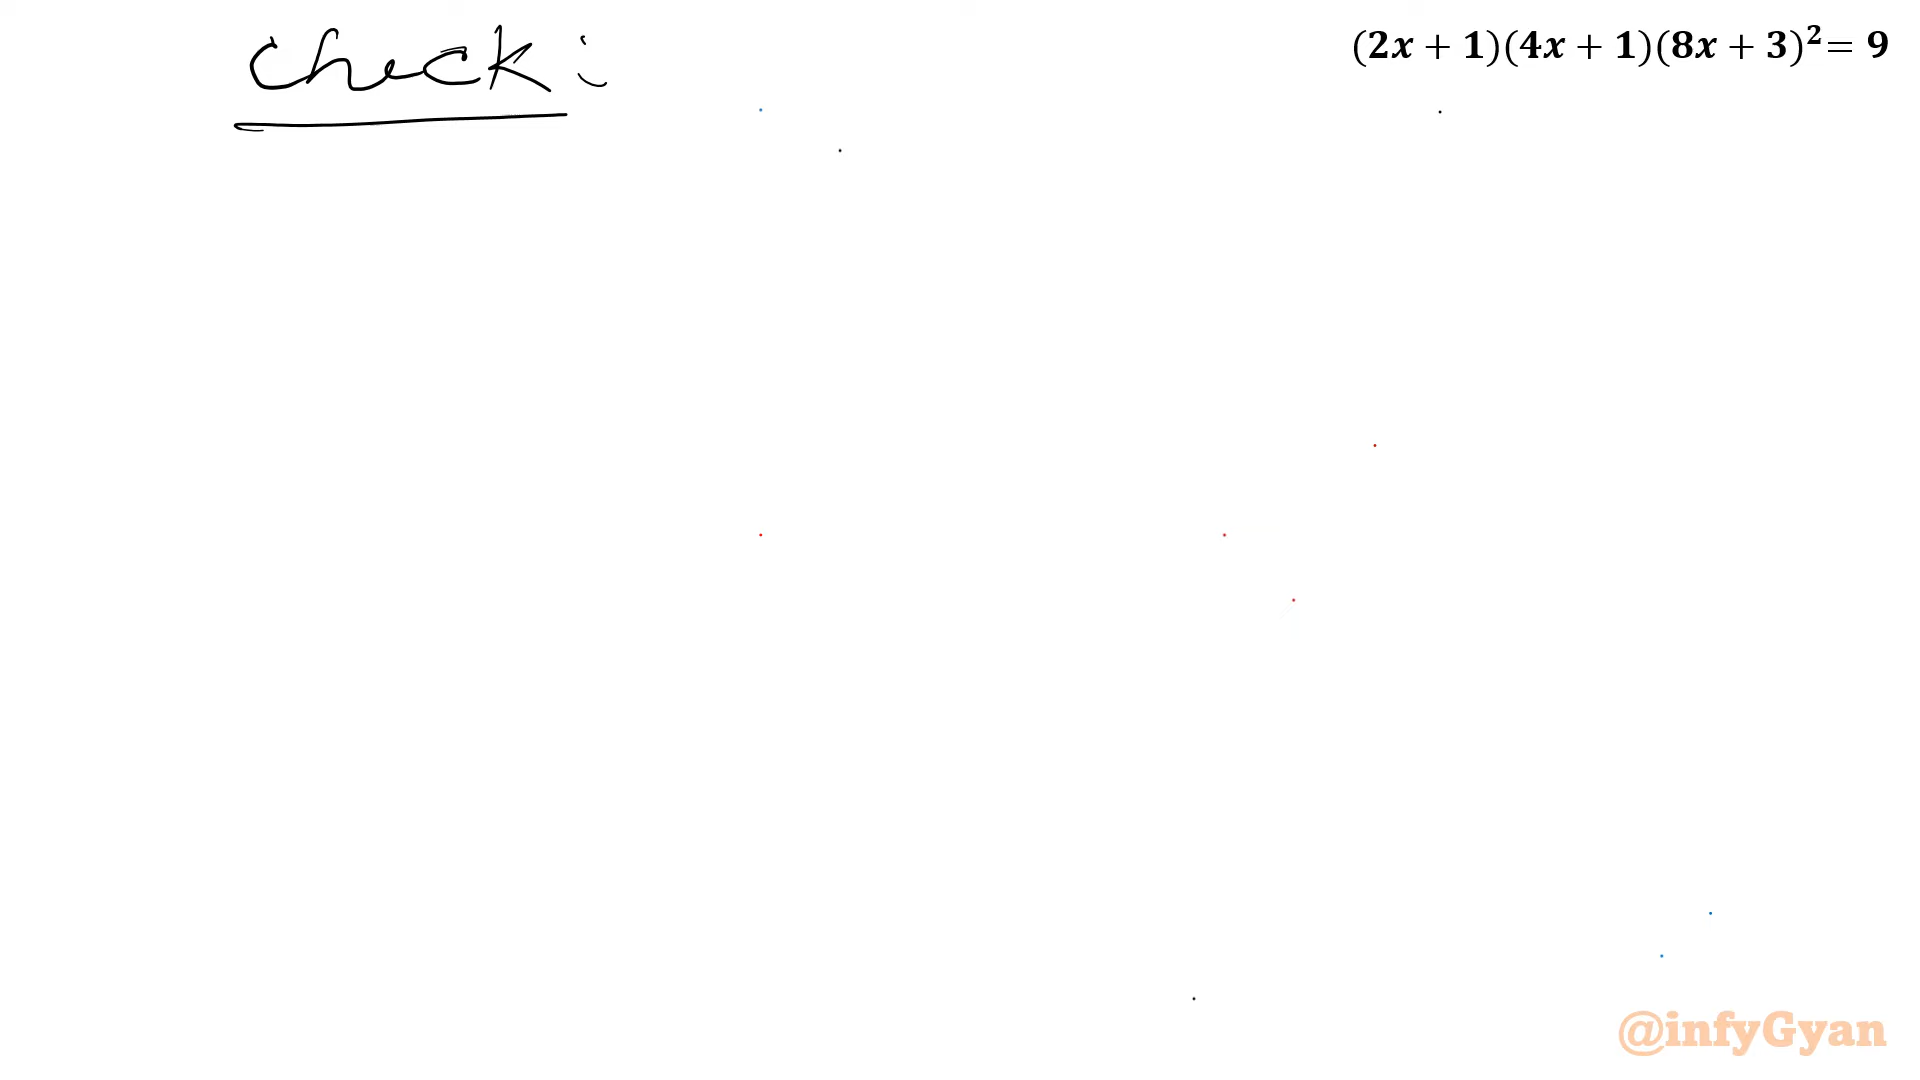 Check :
(2x + 1)(4x + 1)(8x + 3)²= 9
@infyGyan